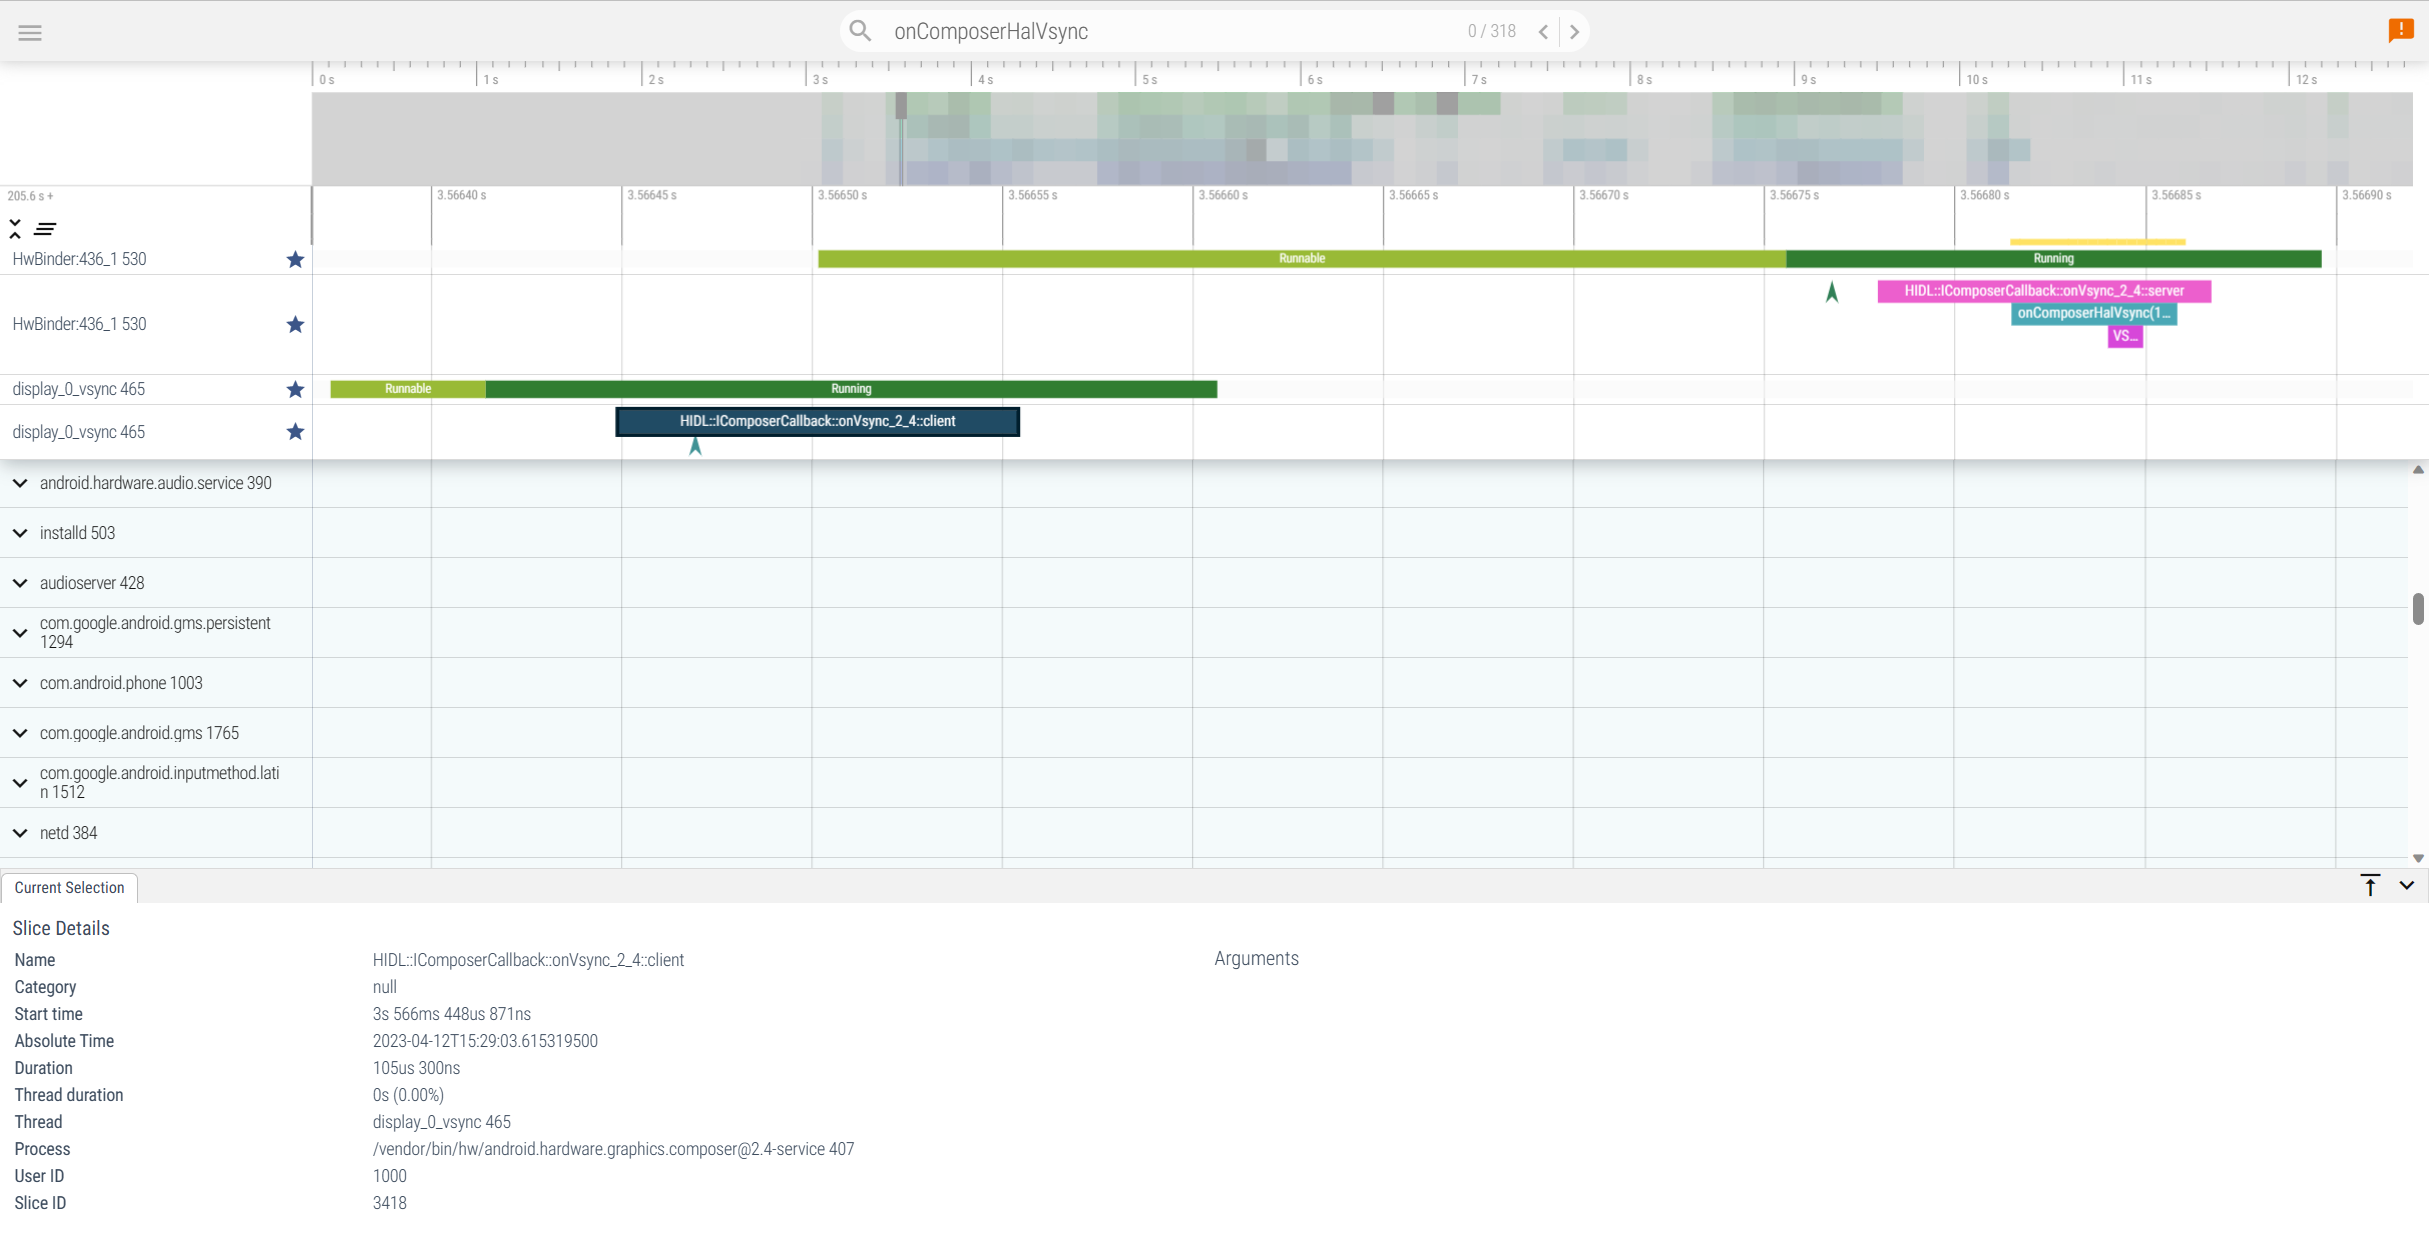 onComposerHalVsync
0 / 318
0 s 1 s 2 s 3 s 4 s 5 s 6 s 7 s 8 s 9 s 10 s 11 s 12 s
205.6 s + 3.56640 s 3.56645 s 3.56650 s 3.56655 s 3.56660 s 3.56665 s 3.56670 s 3.56675 s 3.56680 s 3.56685 s 3.56690 s
HwBinder:436_1 530 Runnable Running
HIDL::IComposerCallback::onVsync_2_4::server
onComposerHalVsync(1...
HwBinder:436_1 530
VS...
display_0_vsync 465 Runnable Running
display_0_vsync 465 HIDL::IComposerCallback::onVsync_2_4::client
android.hardware.audio.service 390
installd 503
audioserver 428
com.google.android.gms.persistent
1294
com.android.phone 1003
com.google.android.gms 1765
com.google.android.inputmethod.lati
n 1512
netd 384
Current Selection
Slice Details
Name HIDL::IComposerCallback::onVsync_2_4::client Arguments
Category null
Start time 3s 566ms 448us 871ns
Absolute Time 2023-04-12T15:29:03.615319500
Duration 105us 300ns
Thread duration 0s (0.00%)
Thread display_0_vsync 465
Process /vendor/bin/hw/android.hardware.graphics.composer@2.4-service 407
User ID 1000
Slice ID 3418